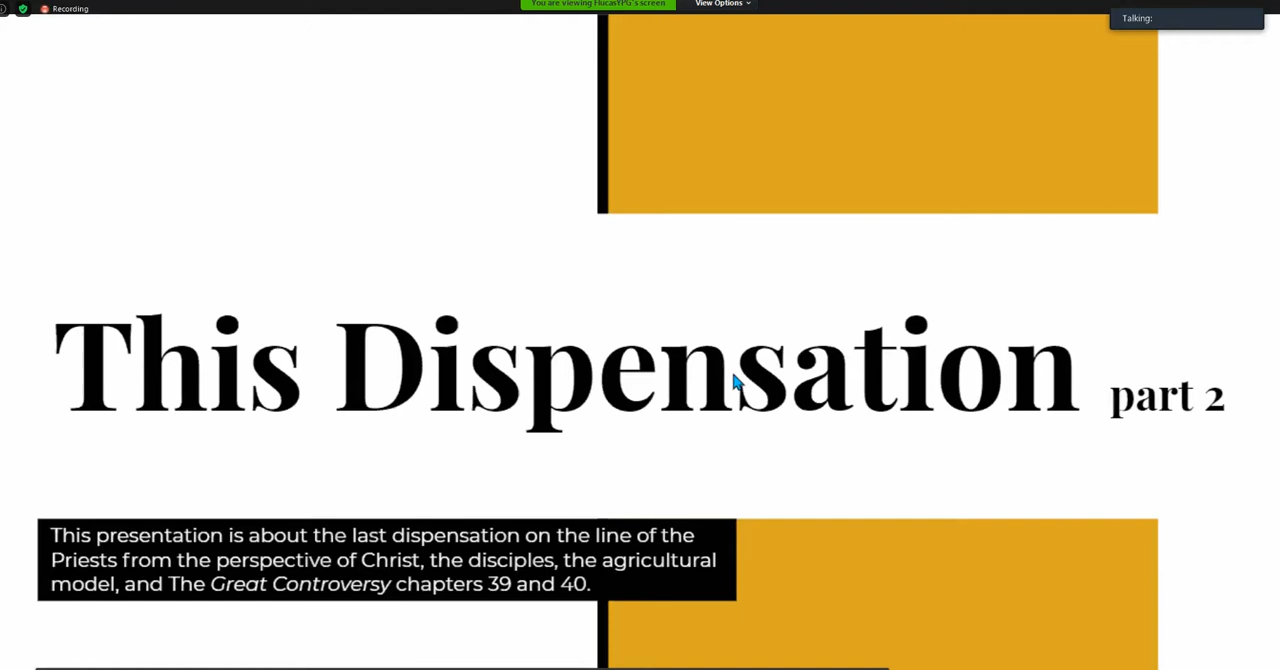 Recording
You are viewing screen
View Options
Talking:
This Dispensation part 2
This presentation is about the last dispensation on the line of the
Priests from the perspective of Christ, the disciples, the agricultural
model, and The Great Controversy chapters 39 and 40.